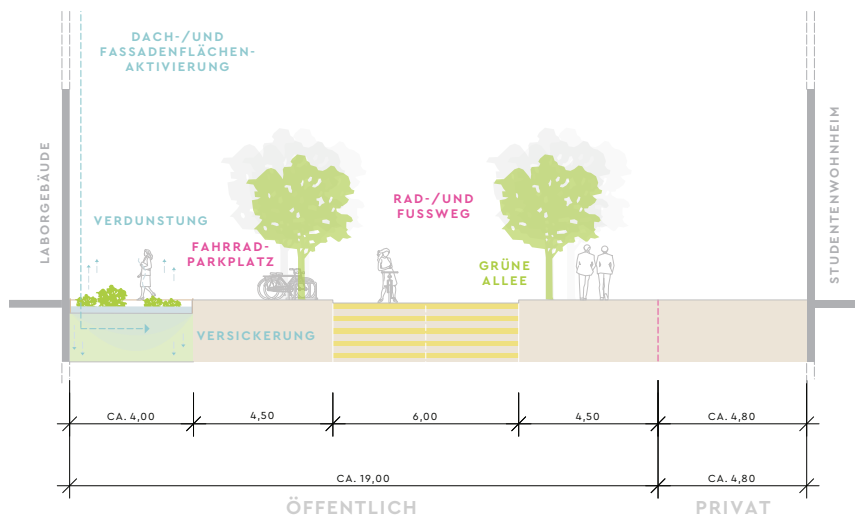 DACH-/UND
FASSADENFLÄCHEN-
AKTIVIERUNG
LABORGEBÄUDE
STUDENTENWOHNHEIM
VERDUNSTUNG
RAD-/UND
FUSSWEG
FAHRRAD-
PARKPLATZ
GRÜNE
ALLEE
VERSICKERUNG
CA. 4,00
4,50
6,00
4,50
CA. 4,80
CA. 19,00
CA. 4,80
ÖFFENTLICH
PRIVAT